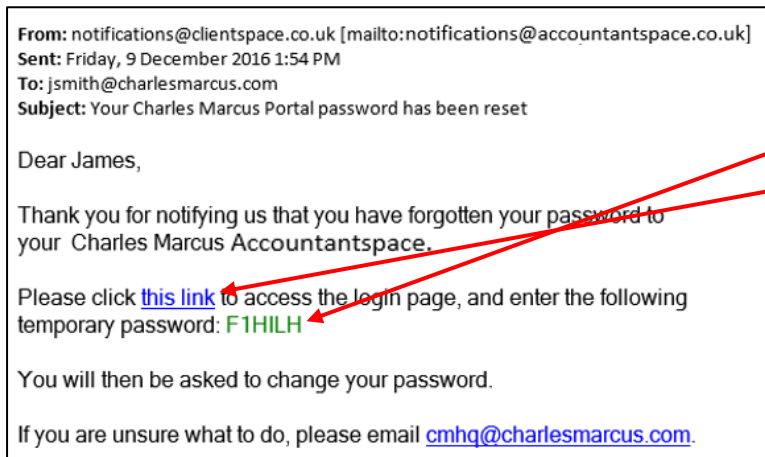 From: notifications@clientspace.co.uk [mailto:notifications@accountantspace.co.uk]
Sent: Friday, 9 December 2016 1:54 PM
To: jsmith@charlesmarcus.com
Subject: Your Charles Marcus Portal password has been reset
Dear James,
Thank you for notifying us that you have forgotten your password to
your Charles Marcus Accountantspace.
Please click this link to access the login page, and enter the following
temporary password: F1HILH
You will then be asked to change your password.
If you are unsure what to do, please email cmhq@charlesmarcus.com.